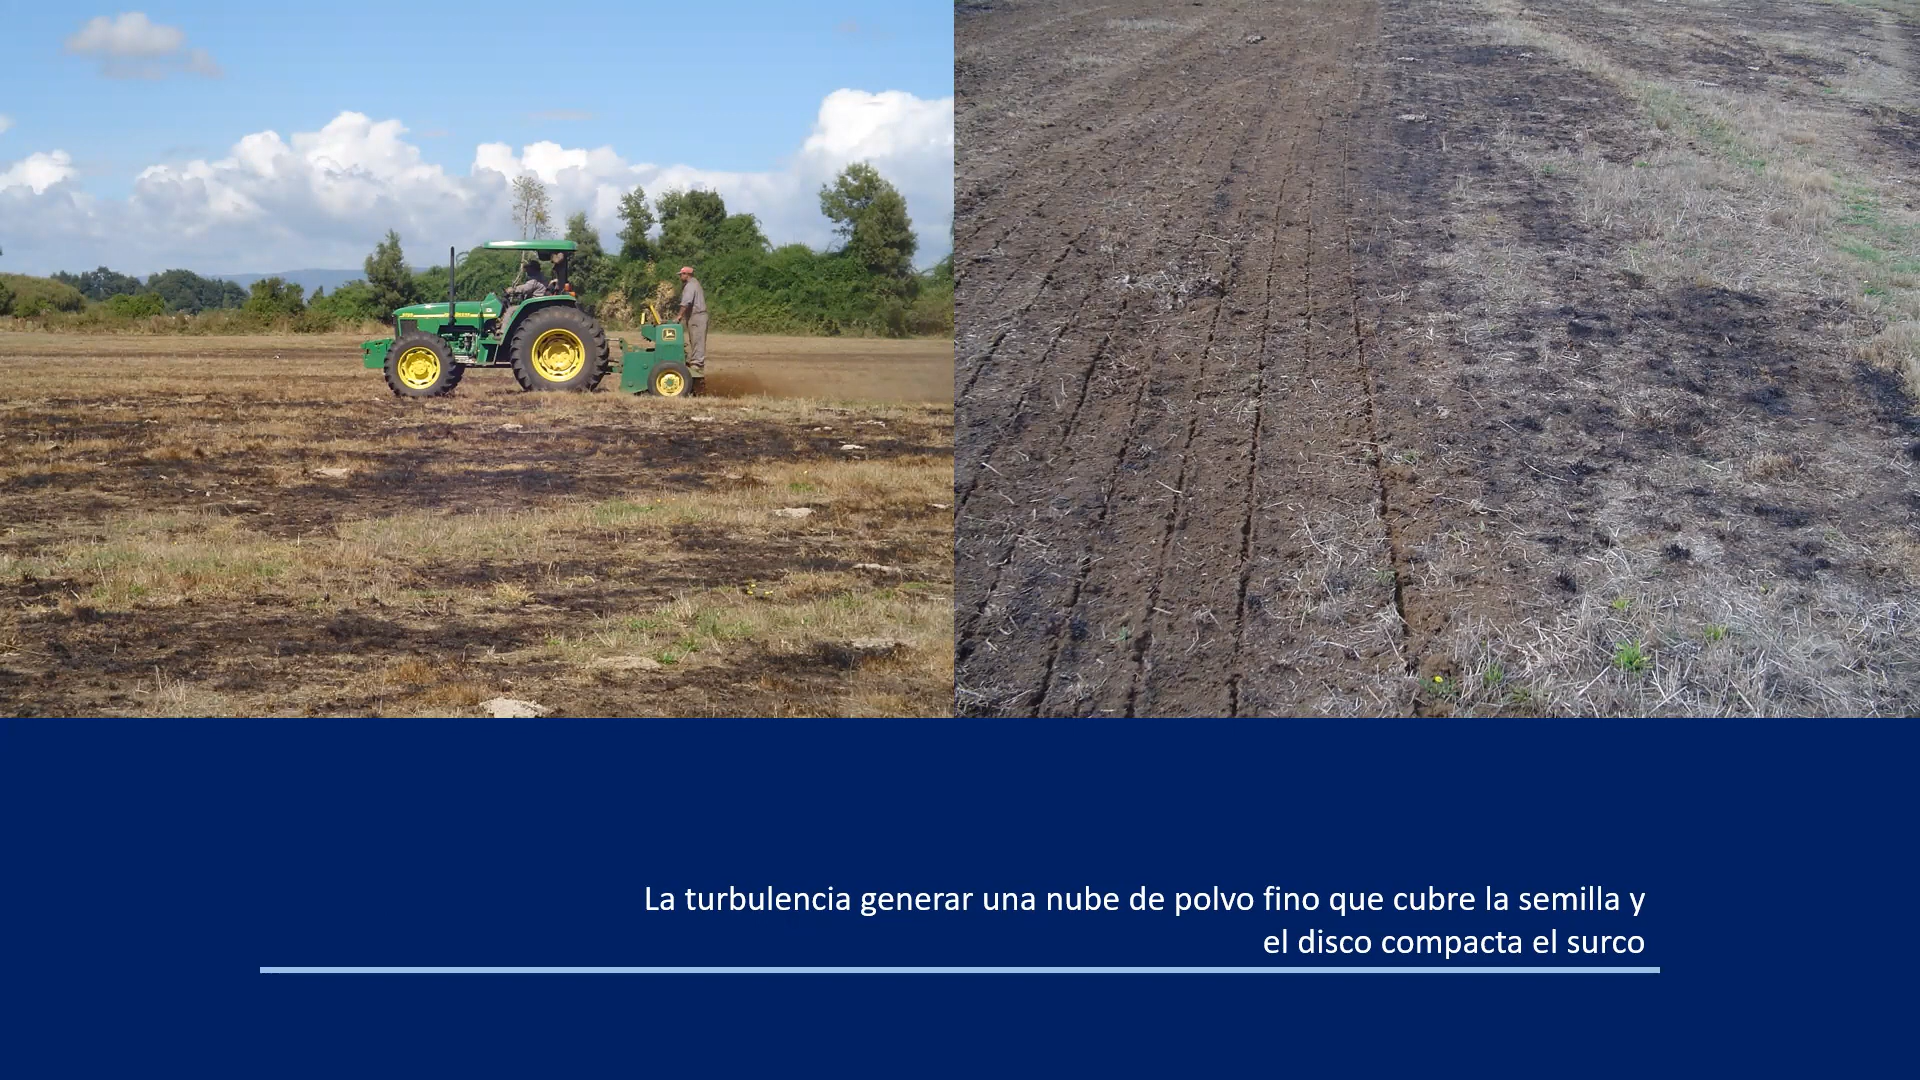 La turbulencia generar una nube de polvo fino que cubre la semilla y
el disco compacta el surco